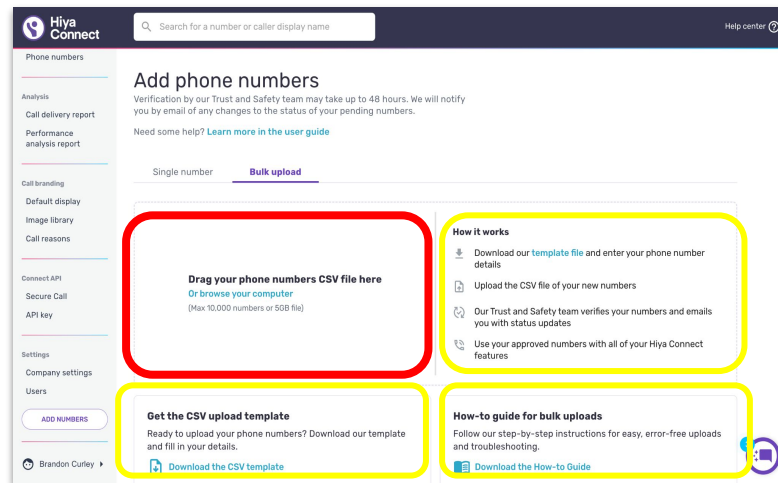 Hiya
Connect
Search for a number or caller display name
Help center
Phone numbers
Analysis
Call delivery report
Performance
analysis report
Call branding
Default display
Image library
Call reasons
Connect API
Secure Call
API key
Settings
Company settings
Users
ADD NUMBERS
Brandon Curley
Add phone numbers
Verification by our Trust and Safety team may take up to 48 hours. We will notify
you by email of any changes to the status of your pending numbers.
Need some help? Learn more in the user guide
Single number
Bulk upload
Drag your phone numbers CSV file here
Or browse your computer
(Max 10,000 numbers or 5GB file)
How it works
Download our template file and enter your phone number
details
Upload the CSV file of your new numbers
Our Trust and Safety team verifies your numbers and emails
you with status updates
Use your approved numbers with all of your Hiya Connect
features
Get the CSV upload template
Ready to upload your phone numbers? Download our template
and fill in your details.
Download the CSV template
How-to guide for bulk uploads
Follow our step-by-step instructions for easy, error-free uploads
and troubleshooting.
Download the How-to Guide